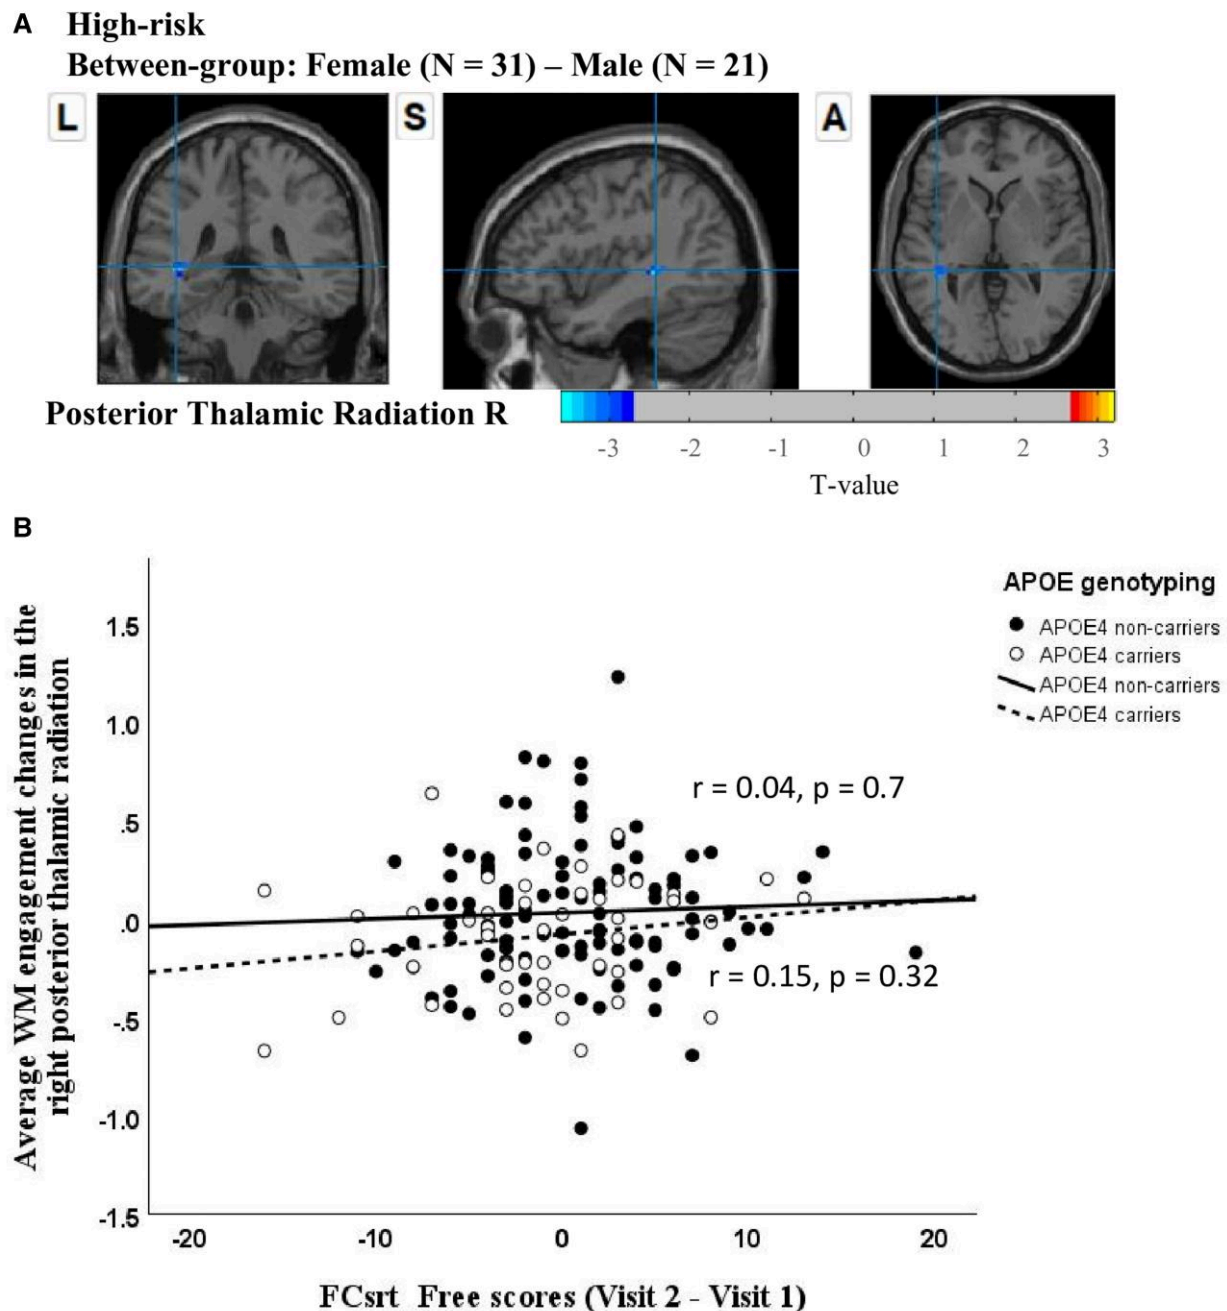 A
High-risk
Between-group: Female (N = 31) – Male (N = 21)
L
S
A
Posterior Thalamic Radiation R
-3 -2 -1 0 1 2 3
T-value
B
Average WM engagement changes in the
right posterior thalamic radiation
1.5
1.0
.5
.0
-.5
-1.0
-1.5
-20 -10 0 10 20
FCsrt Free scores (Visit 2 - Visit 1)
r = 0.04, p = 0.7
r = 0.15, p = 0.32
APOE genotyping
APOE4 non-carriers
APOE4 carriers
APOE4 non-carriers
APOE4 carriers